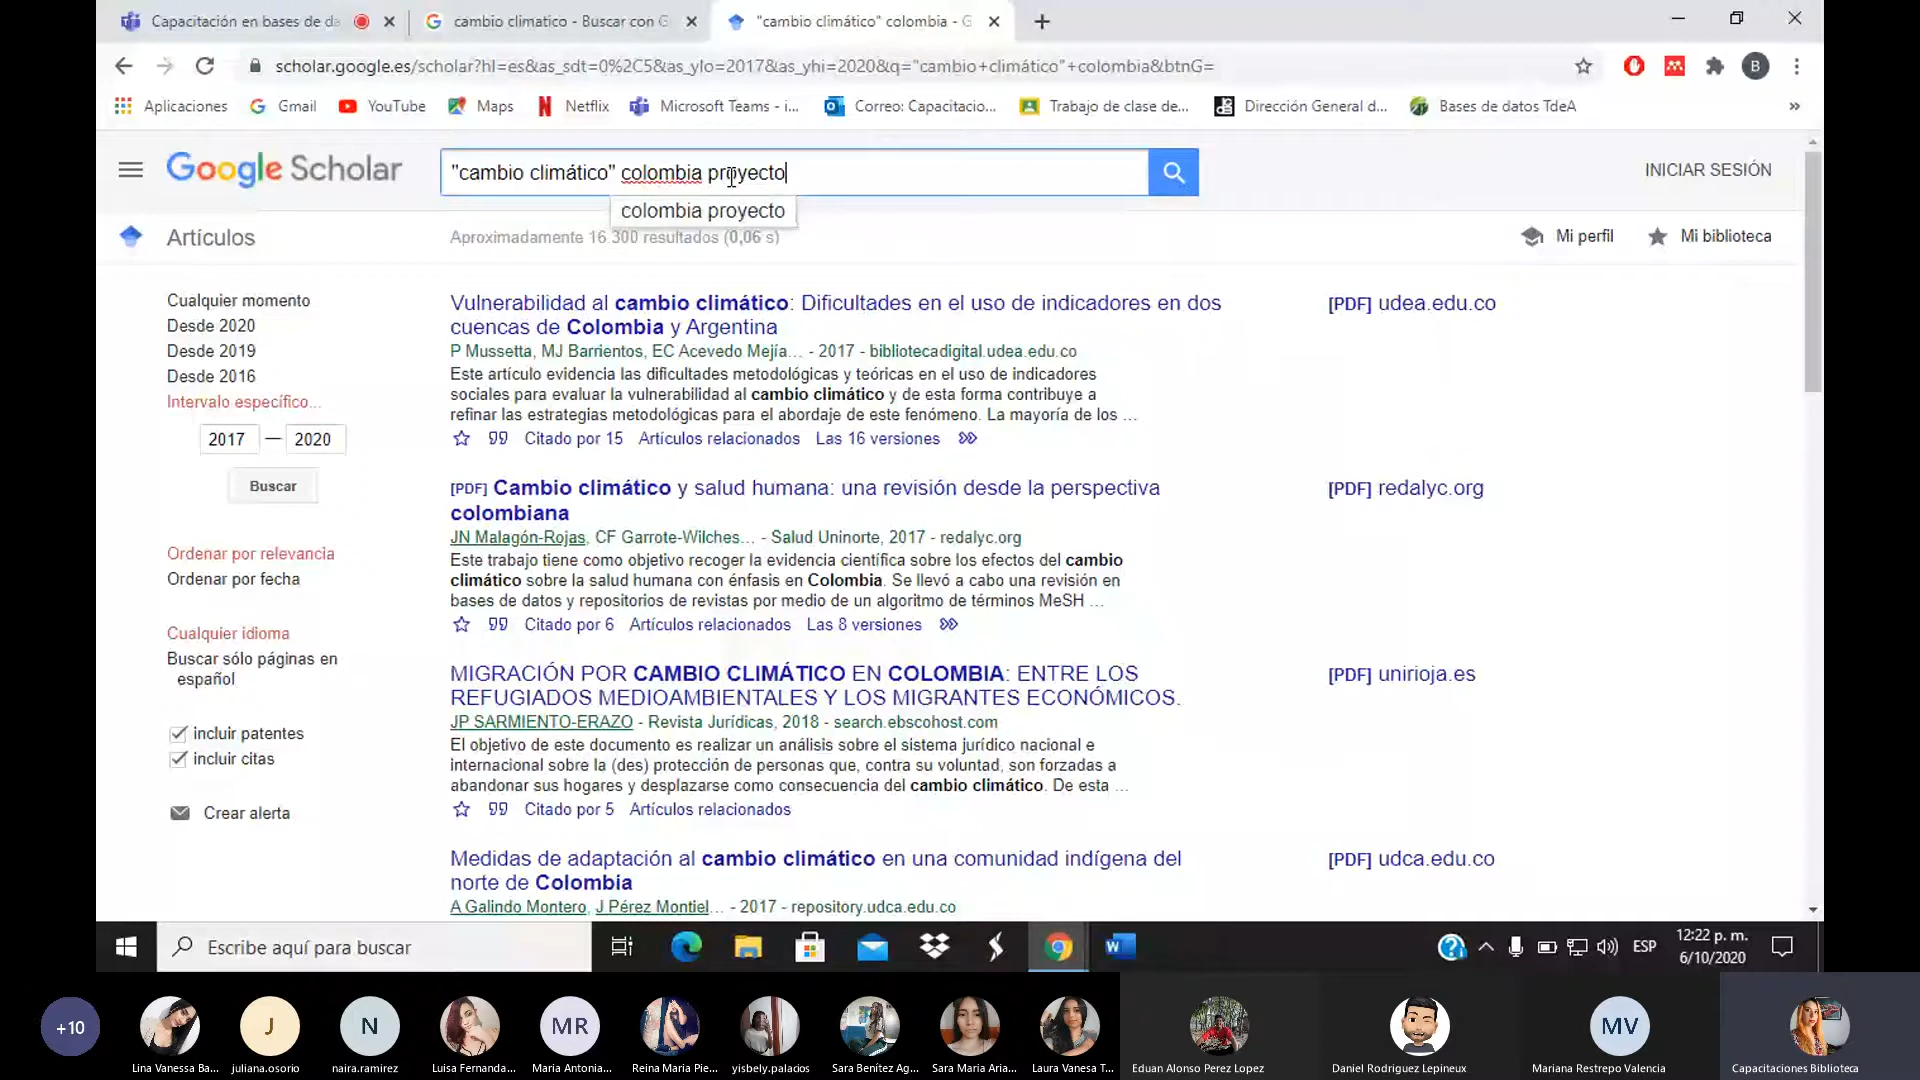 Capacitación en bases de da
cambio climatico - Buscar con G
"cambio climático" colombia - G
scholar.google.es/scholar?hl=es&as_sdt=0%2C5&as_ylo=2017&as_yhi=2020&q="cambio+climático"+colombia&btnG=
B
Aplicaciones
Gmail
YouTube
Maps
Netflix
Microsoft Teams - i...
Correo: Capacitacio...
Trabajo de clase de...
Dirección General d...
Bases de datos TdeA
»
Google Scholar
"cambio climático" colombia proyecto
INICIAR SESIÓN
colombia proyecto
Artículos
Aproximadamente 16.300 resultados (0,06 s)
Mi perfil
Mi biblioteca
Cualquier momento
Desde 2020
Desde 2019
Desde 2016
Intervalo específico...
2017 — 2020
Buscar
Ordenar por relevancia
Ordenar por fecha
Cualquier idioma
Buscar sólo páginas en
español
incluir patentes
incluir citas
Crear alerta
Vulnerabilidad al cambio climático: Dificultades en el uso de indicadores en dos
cuencas de Colombia y Argentina
P Mussetta, MJ Barrientos, EC Acevedo Mejía... - 2017 - bibliotecadigital.udea.edu.co
Este artículo evidencia las dificultades metodológicas y teóricas en el uso de indicadores
sociales para evaluar la vulnerabilidad al cambio climático y de esta forma contribuye a
refinar las estrategias metodológicas para el abordaje de este fenómeno. La mayoría de los ...
Citado por 15 Artículos relacionados Las 16 versiones
[PDF] udea.edu.co
[PDF] Cambio climático y salud humana: una revisión desde la perspectiva
colombiana
JN Malagón-Rojas, CF Garrote-Wilches... - Salud Uninorte, 2017 - redalyc.org
Este trabajo tiene como objetivo recoger la evidencia científica sobre los efectos del cambio
climático sobre la salud humana con énfasis en Colombia. Se llevó a cabo una revisión en
bases de datos y repositorios de revistas por medio de un algoritmo de términos MeSH ...
Citado por 6 Artículos relacionados Las 8 versiones
[PDF] redalyc.org
MIGRACIÓN POR CAMBIO CLIMÁTICO EN COLOMBIA: ENTRE LOS
REFUGIADOS MEDIOAMBIENTALES Y LOS MIGRANTES ECONÓMICOS.
JP SARMIENTO-ERAZO - Revista Jurídicas, 2018 - search.ebscohost.com
El objetivo de este documento es realizar un análisis sobre el sistema jurídico nacional e
internacional sobre la (des) protección de personas que, contra su voluntad, son forzadas a
abandonar sus hogares y desplazarse como consecuencia del cambio climático. De esta ...
Citado por 5 Artículos relacionados
[PDF] unirioja.es
Medidas de adaptación al cambio climático en una comunidad indígena del
norte de Colombia
A Galindo Montero, J Pérez Montiel... - 2017 - repository.udca.edu.co
[PDF] udca.edu.co
Escribe aquí para buscar
ESP
12:22 p. m.
6/10/2020
+10
J
N
MR
MV
Lina Vanessa Ba...
juliana.osorio
naira.ramirez
Luisa Fernanda...
Maria Antonia...
Reina Maria Pie...
yisbely.palacios
Sara Benítez Ag...
Sara Maria Aria...
Laura Vanesa T...
Eduan Alonso Perez Lopez
Daniel Rodriguez Lepineux
Mariana Restrepo Valencia
Capacitaciones Biblioteca